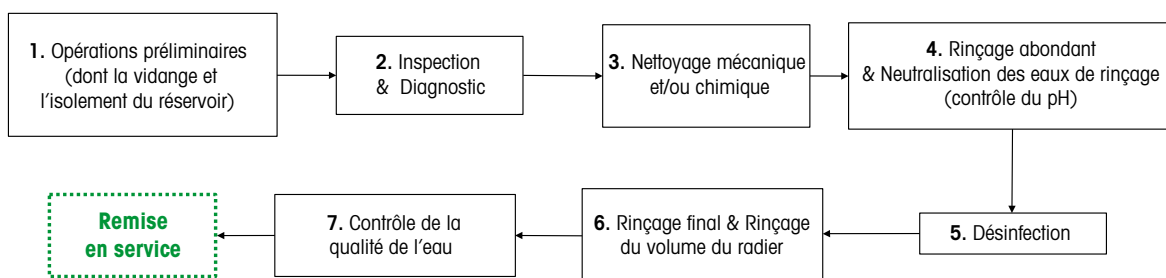 1. Opérations préliminaires
(dont la vidange et
l'isolement du réservoir)
2. Inspection
& Diagnostic
3. Nettoyage mécanique
et/ou chimique
4. Rinçage abondant
& Neutralisation des eaux de rinçage
(contrôle du pH)
5. Désinfection
6. Rinçage final & Rinçage
du volume du radier
7. Contrôle de la
qualité de l'eau
Remise
en service